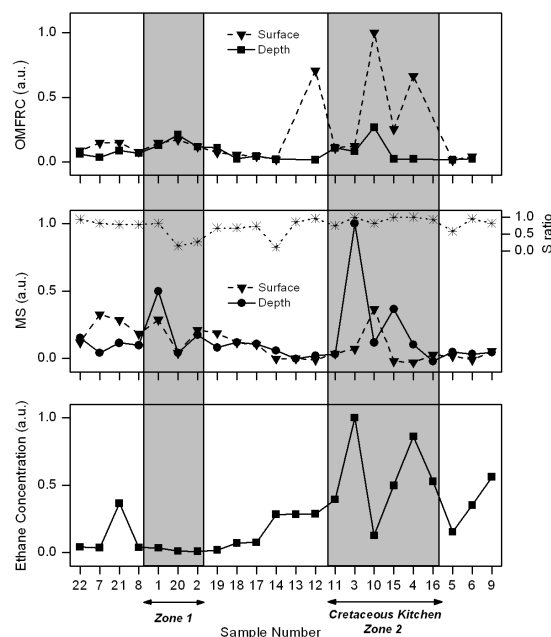 OMFRC (a.u.)
1.0
0.5
0.0
Surface
Depth
MS (a.u.)
1.0
0.5
0.0
Surface
Depth
1.0
0.5
0.0
S ratio
Ethane Concentration (a.u.)
1.0
0.5
0.0
22 7 21 8 1 20 2 19 18 17 14 13 12 11 3 10 15 4 16 5 6 9
Zone 1
Cretaceous Kitchen
Zone 2
Sample Number